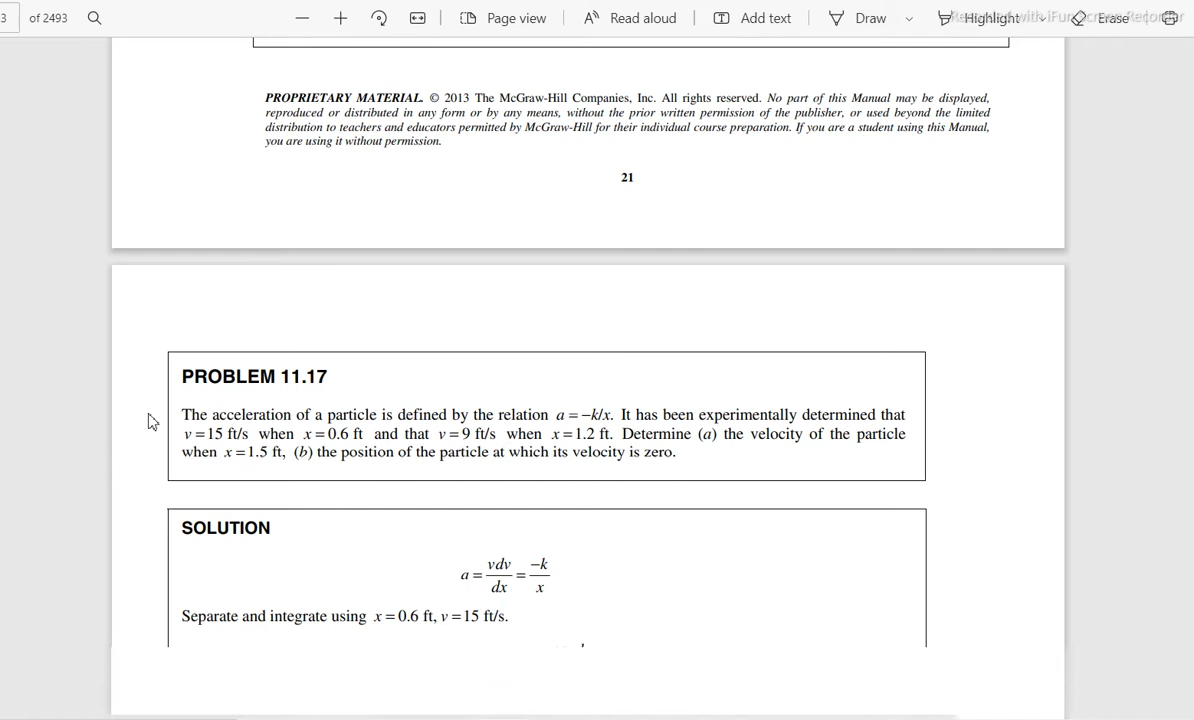 3 of 2493 Page view Read aloud Add text Draw Highlight Erase
Recorded with iFun Screen Recorder
PROPRIETARY MATERIAL. © 2013 The McGraw-Hill Companies, Inc. All rights reserved. No part of this Manual may be displayed,
reproduced or distributed in any form or by any means, without the prior written permission of the publisher, or used beyond the limited
distribution to teachers and educators permitted by McGraw-Hill for their individual course preparation. If you are a student using this Manual,
you are using it without permission.
21
PROBLEM 11.17
The acceleration of a particle is defined by the relation a = −k/x. It has been experimentally determined that
v = 15 ft/s when x = 0.6 ft and that v = 9 ft/s when x = 1.2 ft. Determine (a) the velocity of the particle
when x = 1.5 ft, (b) the position of the particle at which its velocity is zero.
SOLUTION
a = vdv/dx = −k/x
Separate and integrate using x = 0.6 ft, v = 15 ft/s.